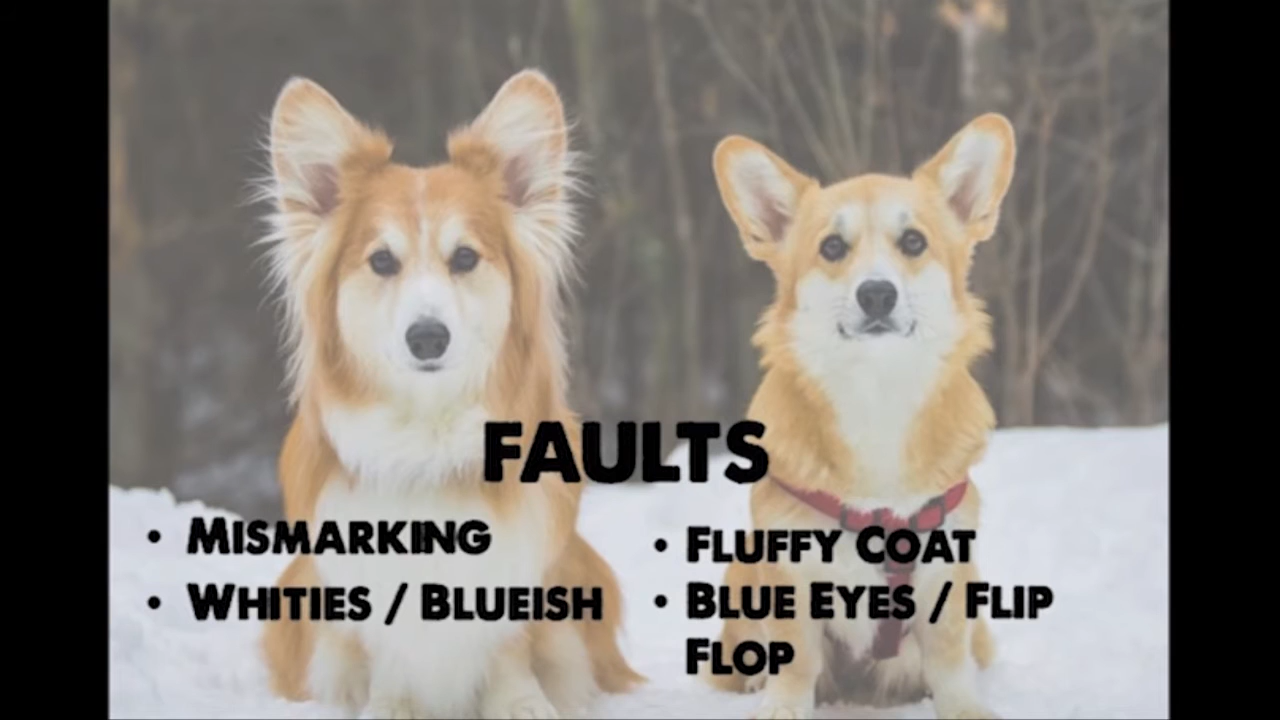 FAULTS
• MISMARKING
• WHITIES / BLUEISH
• FLUFFY COAT
• BLUE EYES / FLIP
FLOP